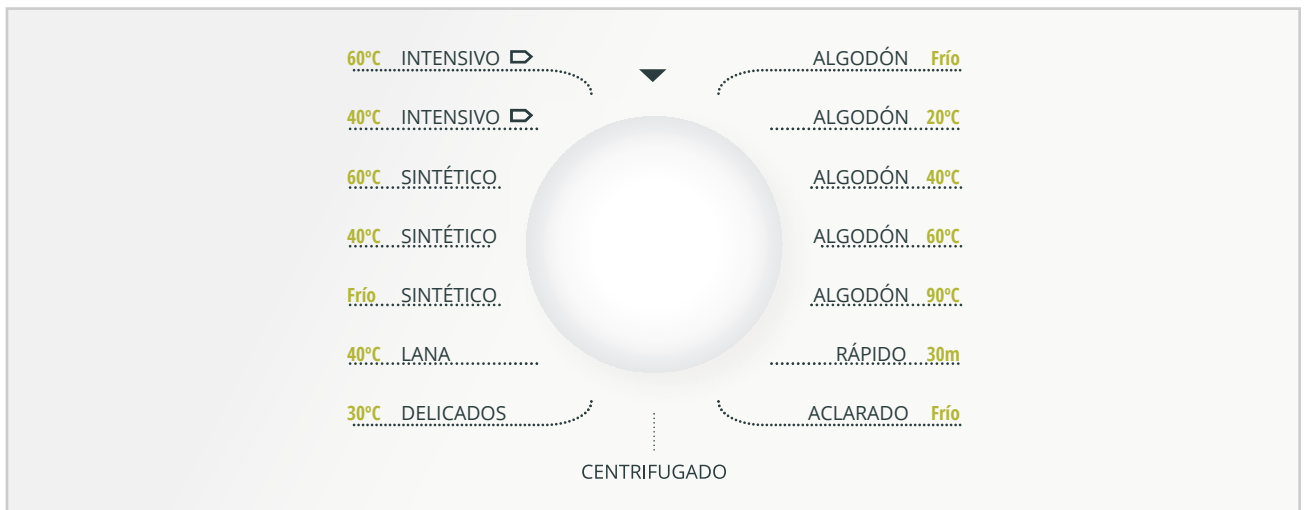 60ºC INTENSIVO
40ºC INTENSIVO
60ºC SINTÉTICO
40ºC SINTÉTICO
Frío SINTÉTICO
40ºC LANA
30ºC DELICADOS
ALGODÓN Frío
ALGODÓN 20ºC
ALGODÓN 40ºC
ALGODÓN 60ºC
ALGODÓN 90ºC
RÁPIDO 30m
ACLARADO Frío
CENTRIFUGADO